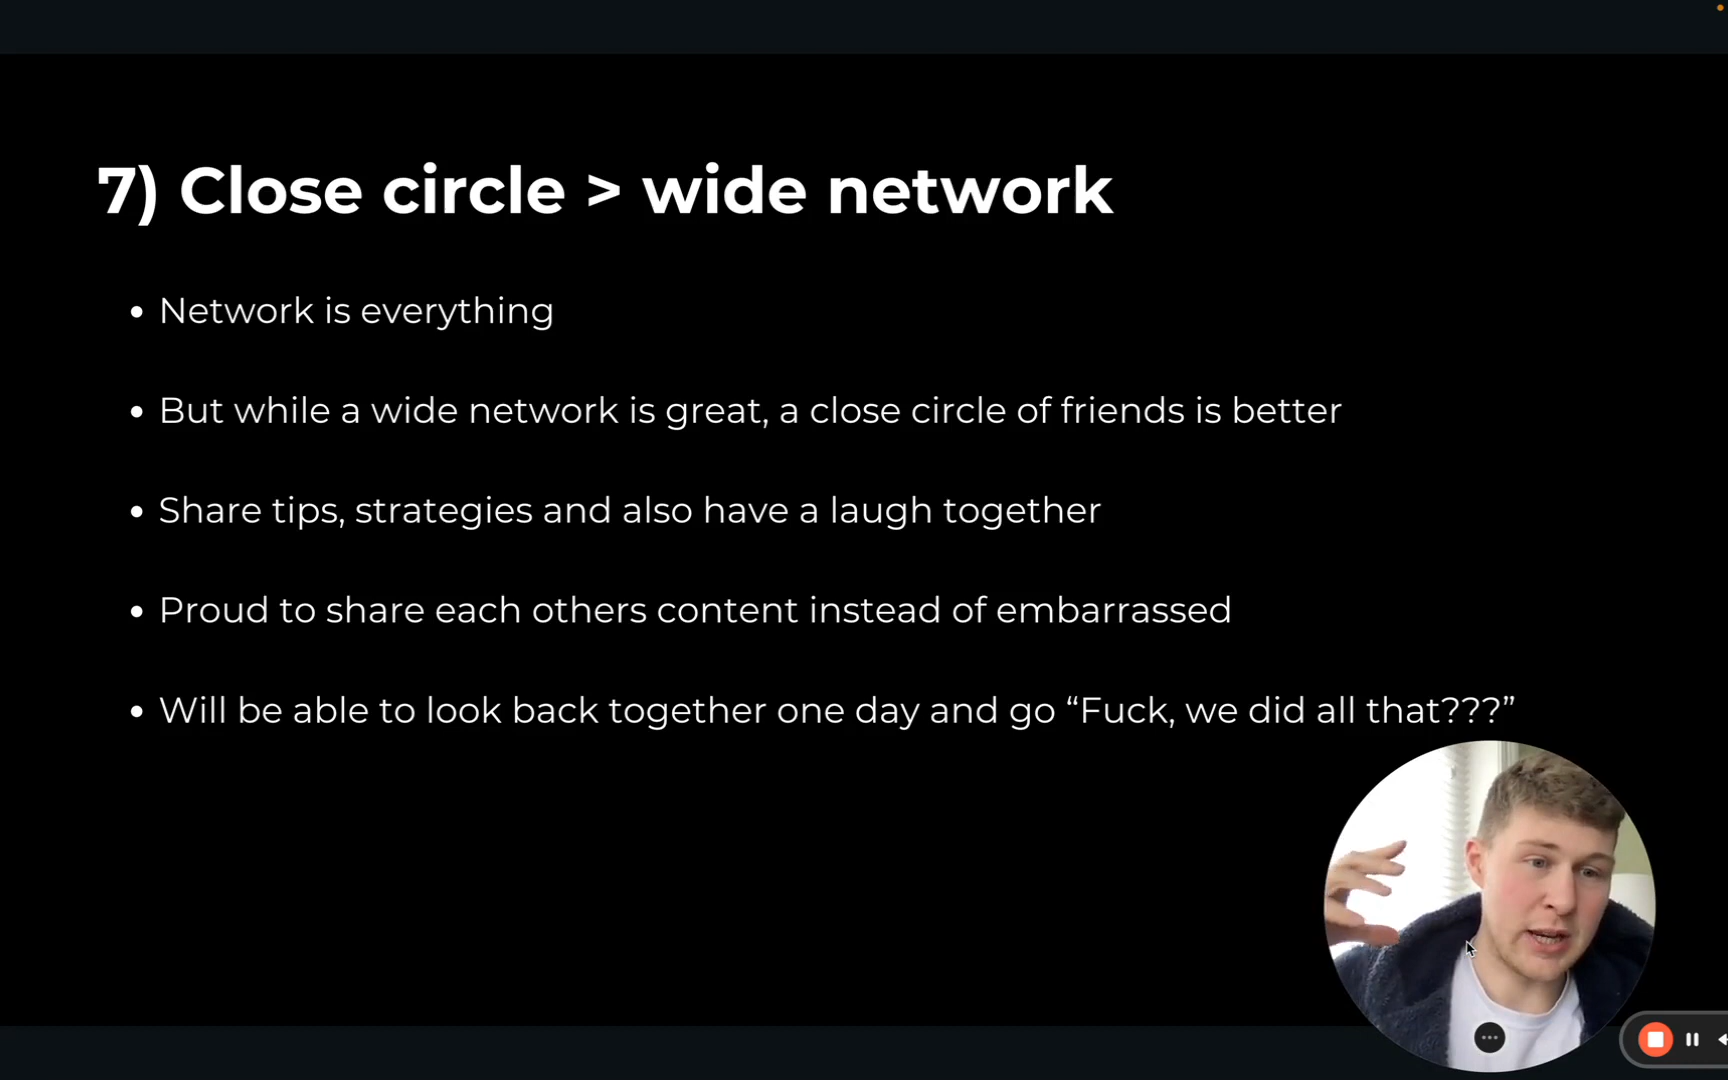 7) Close circle > wide network
• Network is everything
• But while a wide network is great, a close circle of friends is better
• Share tips, strategies and also have a laugh together
• Proud to share each others content instead of embarrassed
• Will be able to look back together one day and go “Fuck, we did all that???”